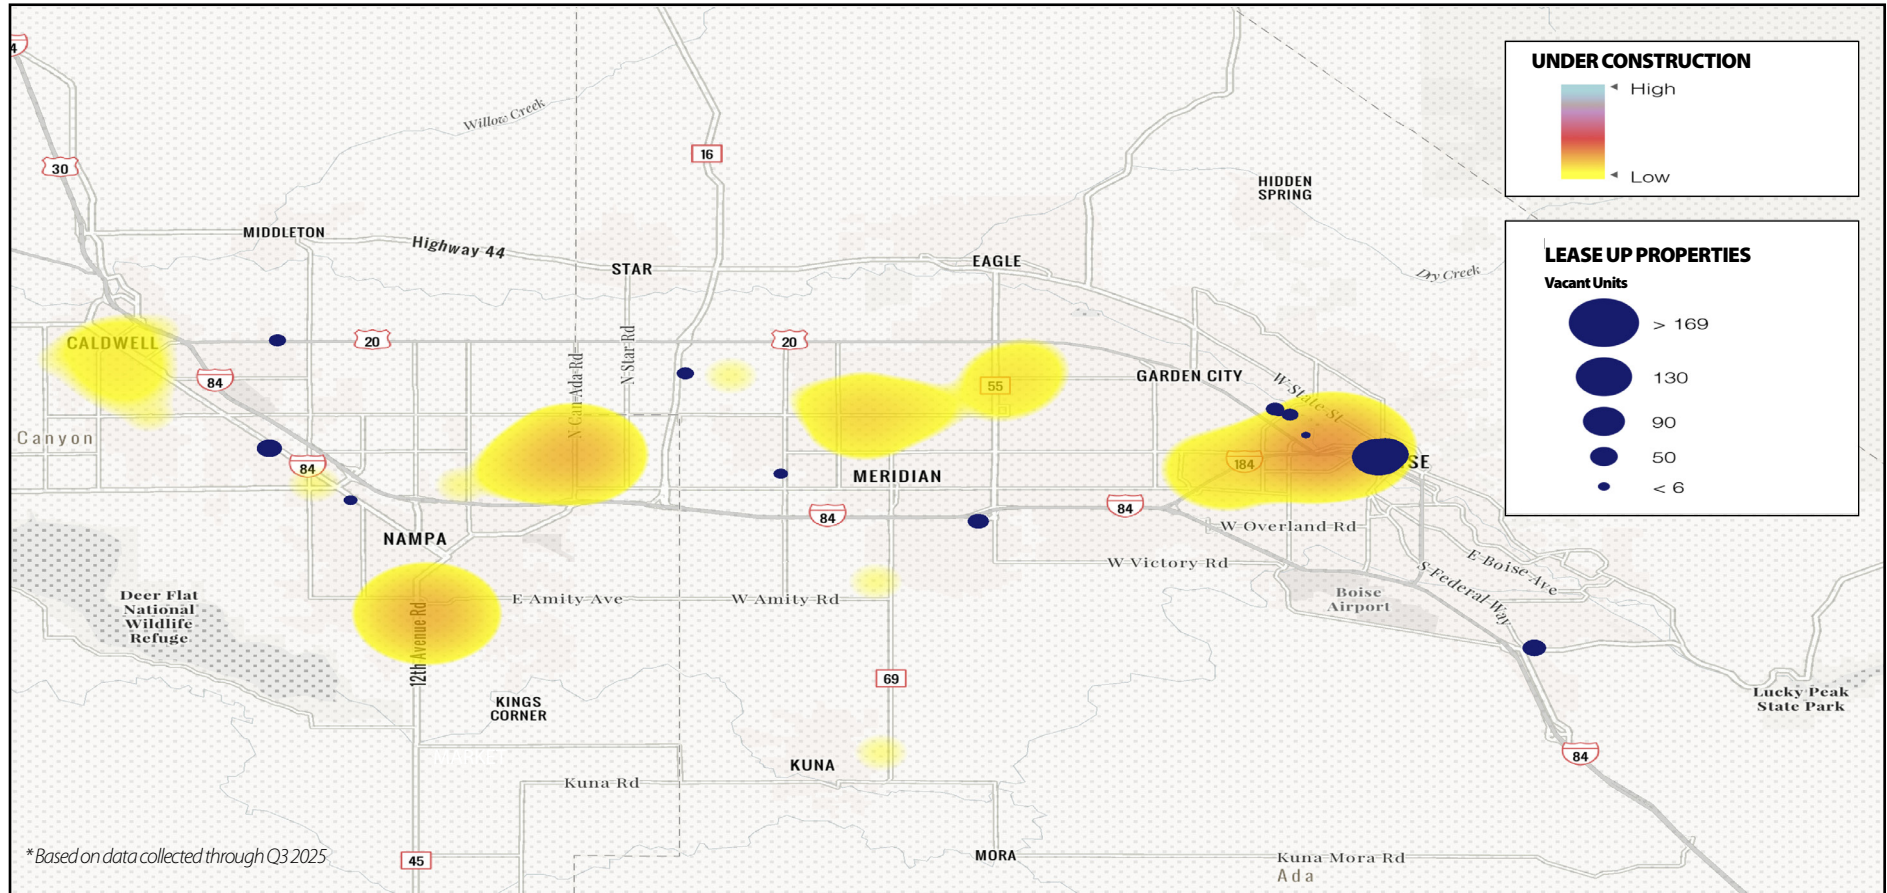 4
UNDER CONSTRUCTION
High
Low
Willow Creek
30
16
HIDDEN
SPRING
MIDDLETON
Highway 44
STAR
EAGLE
Dry Creek
LEASE UP PROPERTIES
Vacant Units
> 169
130
90
50
< 6
CALDWELL
20
N Star Rd
N Can Ada Rd
20
84
55
GARDEN CITY
W State St
Canyon
84
184
SE
MERIDIAN
84
84
NAMPA
W Overland Rd
W Victory Rd
E Boise Ave
S Federal Way
Boise
Airport
Deer Flat
National
Wildlife
Refuge
E Amity Ave
W Amity Rd
12th Avenue Rd
69
KINGS
CORNER
Lucky Peak
State Park
KUNA
Kuna Rd
84
*Based on data collected through Q3 2025
45
MORA
Kuna Mora Rd
Ada